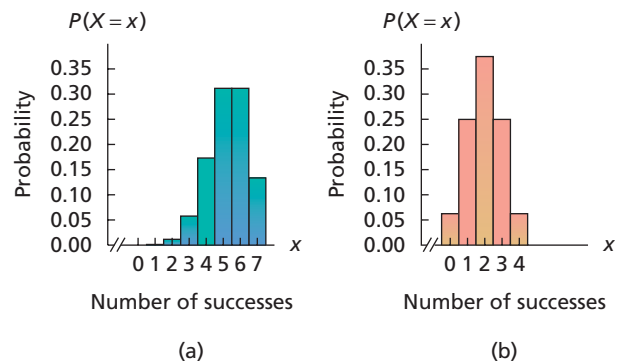 P(X = x)
Probability
0.35
0.30
0.25
0.20
0.15
0.10
0.05
0.00
0 1 2 3 4 5 6 7
x
Number of successes
(a)
P(X = x)
Probability
0.35
0.30
0.25
0.20
0.15
0.10
0.05
0.00
0 1 2 3 4
x
Number of successes
(b)